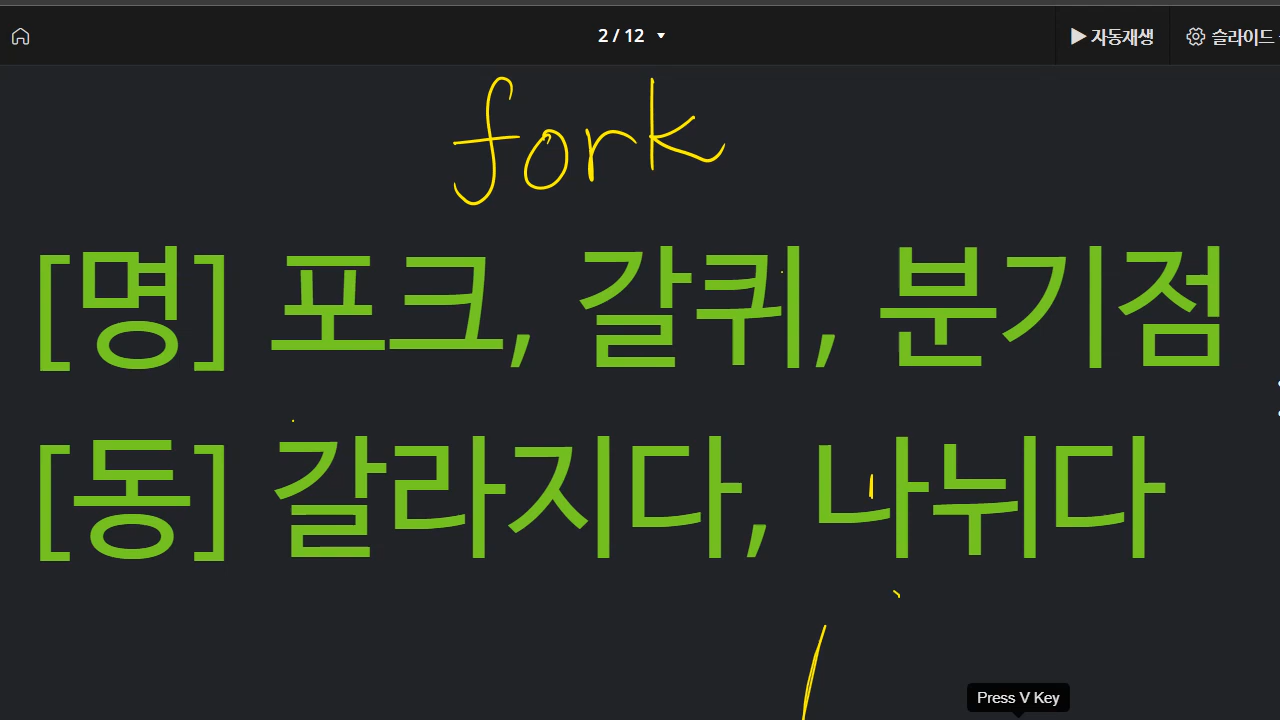 2 / 12
자동재생
슬라이드
fork
[명] 포크, 갈퀴, 분기점
[동] 갈라지다, 나뉘다
Press V Key